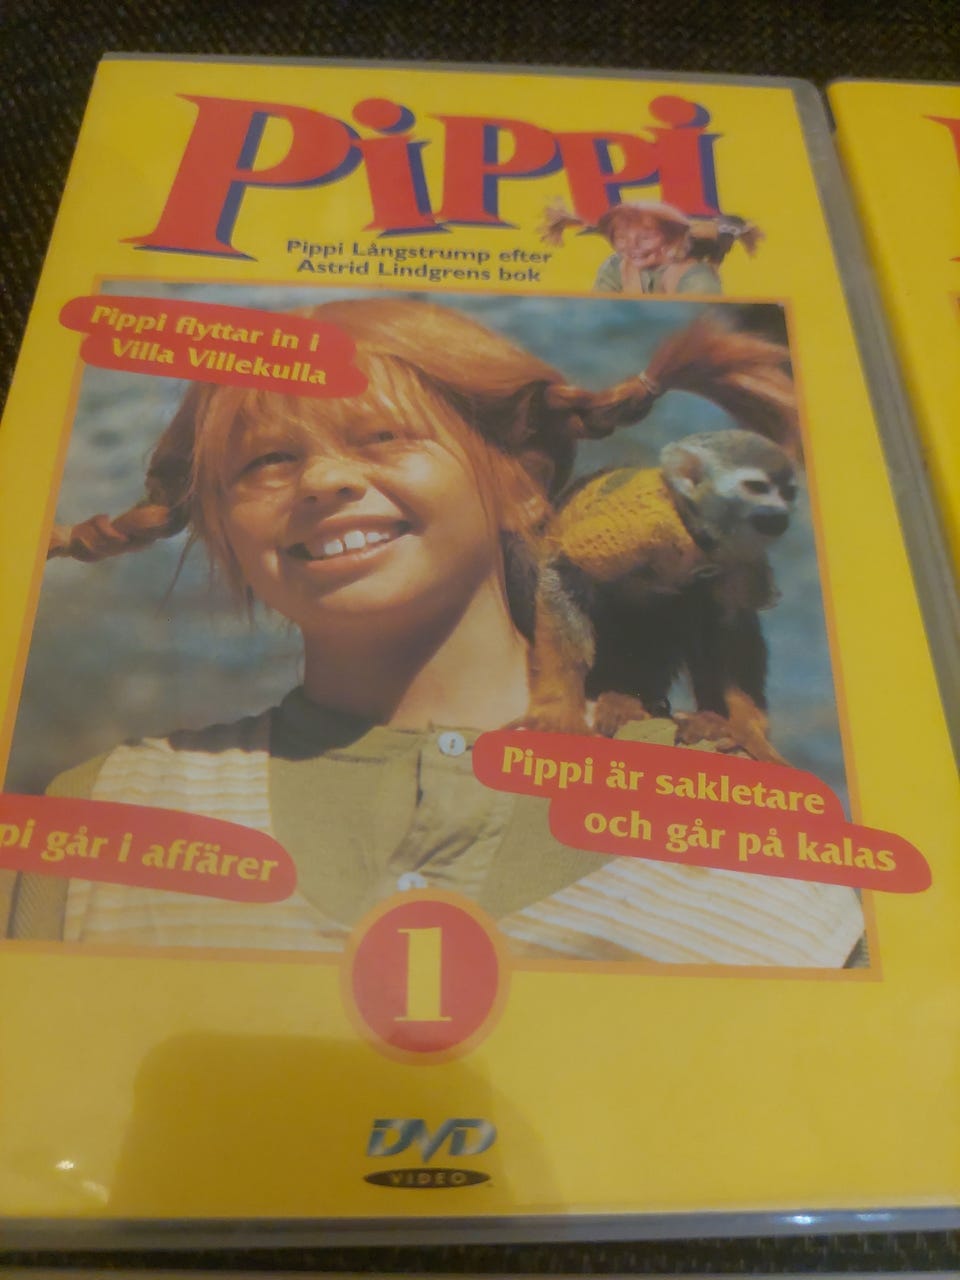 Pippi
Pippi Långstrump efter
Astrid Lindgrens bok
Pippi flyttar in i
Villa Villekulla
Pippi är sakletare
och går på kalas
pi går i affärer
1
DVD
VIDEO